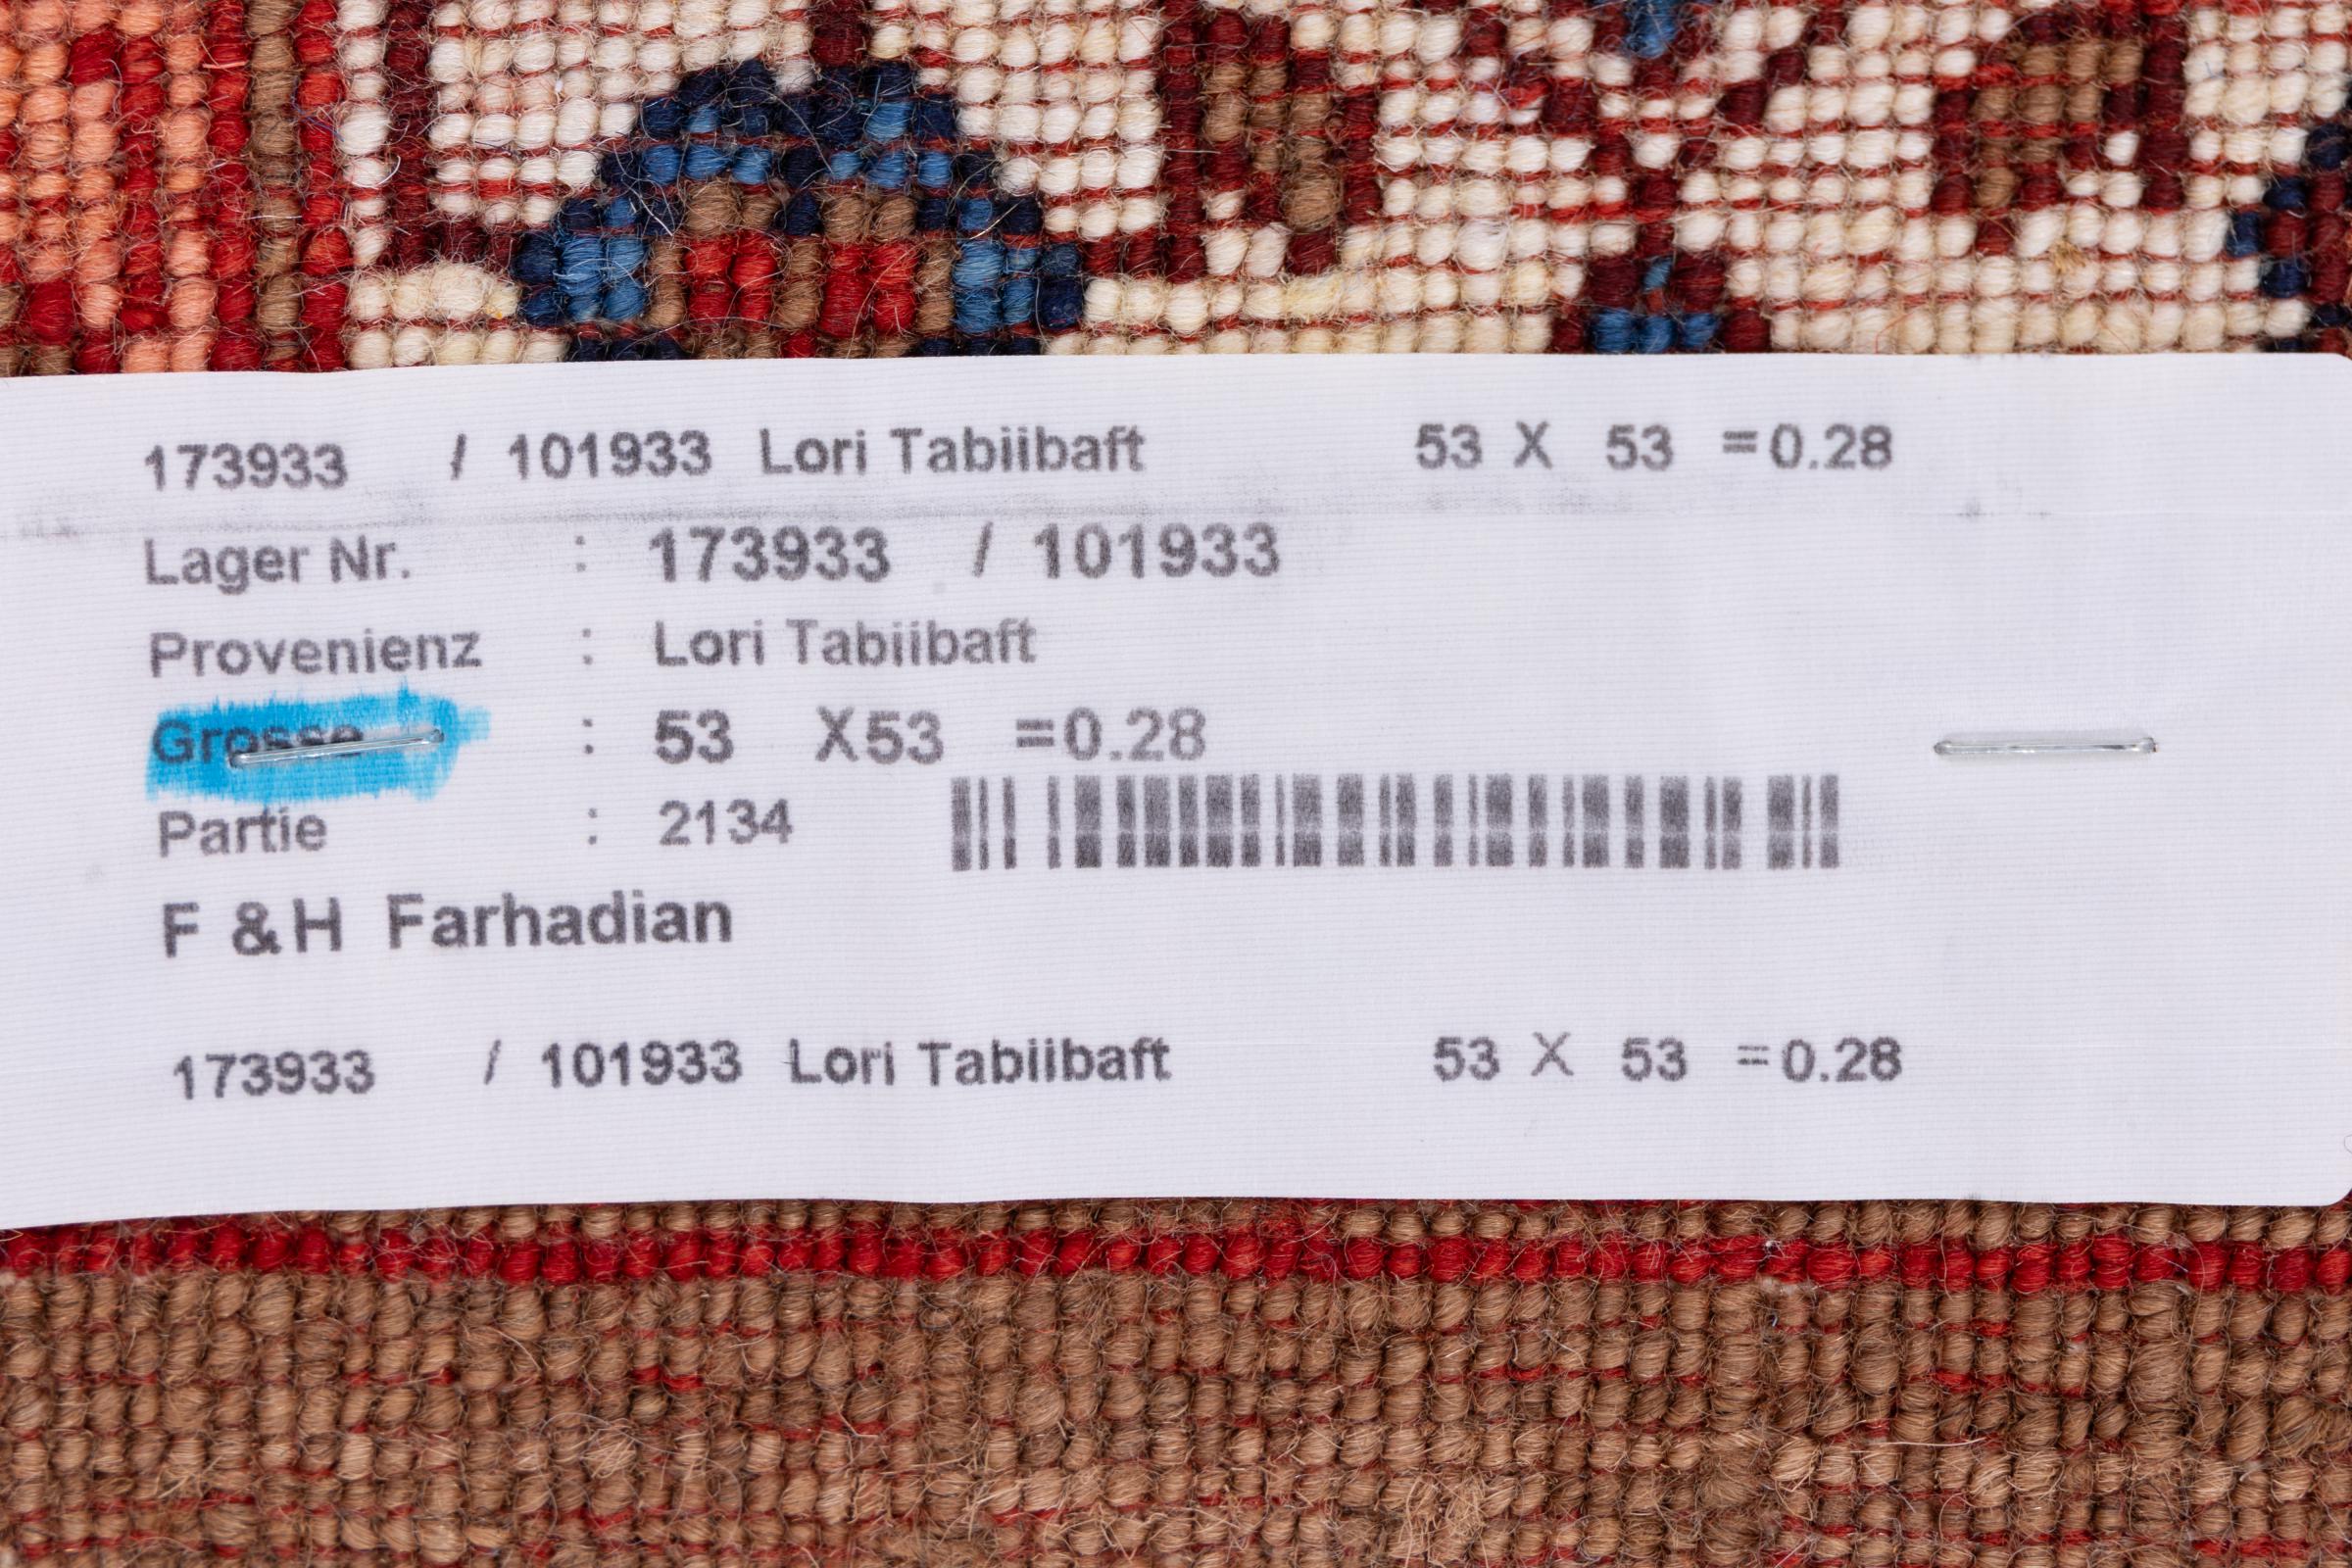 173933 / 101933 Lori Tabiibaft 53 X 53 =0.28
Lager Nr. : 173933 / 101933
Provenienz : Lori Tabiibaft
Grosse : 53 X53 =0.28
Partie : 2134
F &H Farhadian
173933 / 101933 Lori Tabiibaft 53 X 53 =0.28